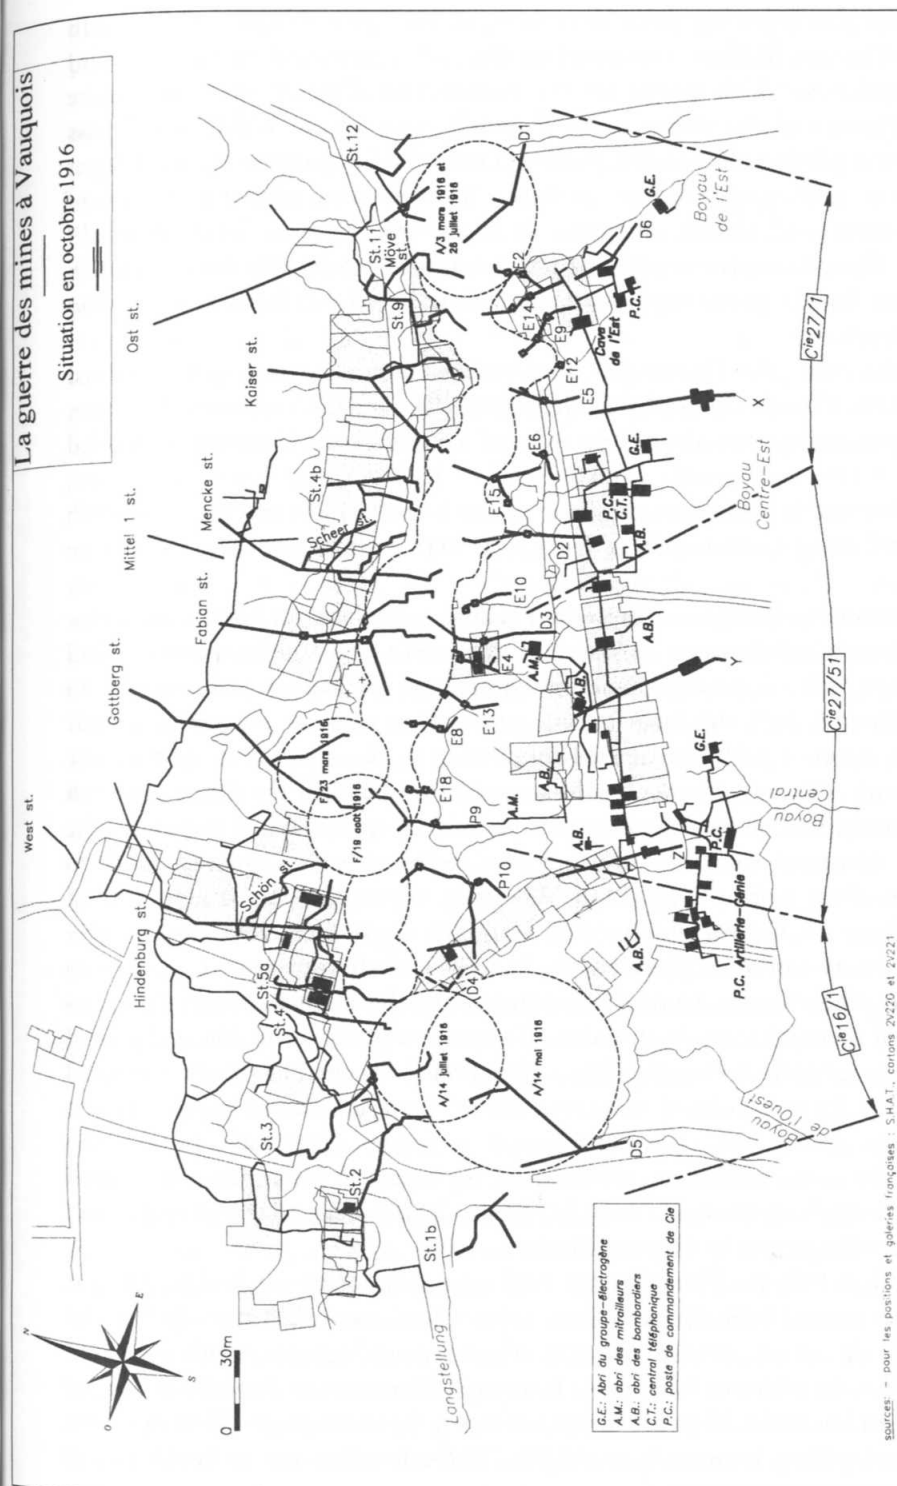 La guerre des mines à Vauquois
Situation en octobre 1916
West st.
Hindenburg st.
Gottberg st.
Fabian st.
Mittel 1 st.
Mencke st.
Kaiser st.
Ost st.
Schön st.
Scheer st.
St.4b
St.9
Möve st.
St.11
St.12
St.5a
St.4
St.3
St.2
St.1b
Langstellung
A/3 mars 1916 et
26 juillet 1916
F/23 mars 1916
F/19 août 1916
A/14 juillet 1916
A/14 mai 1916
D1
E2
E14
E9
E12
E5
E6
E15
D2
E10
D3
E4
E13
E8
E18
P9
P10
D4
D5
D6
X
Y
Z
G.E.
P.C.
Cave
de l'Est
G.E.
P.C.
C.T.
A.B.
A.B.
A.M.
A.B.
A.B.
A.M.
A.B.
G.E.
P.C.
A.B.
P.C. Artillerie-Génie
Boyau
de l'Est
Boyau
Centre-Est
Boyau
Central
Boyau
de l'Ouest
Cie27/1
Cie27/51
Cie16/1
N
E
S
O
0 30m
G.E.: Abri du groupe-électrogène
A.M.: abri des mitrailleurs
A.B.: abri des bombardiers
C.T.: central téléphonique
P.C.: poste de commandement de Cie
sources: - pour les positions et galeries françaises : S.H.A.T., cartons 2V220 et 2V221